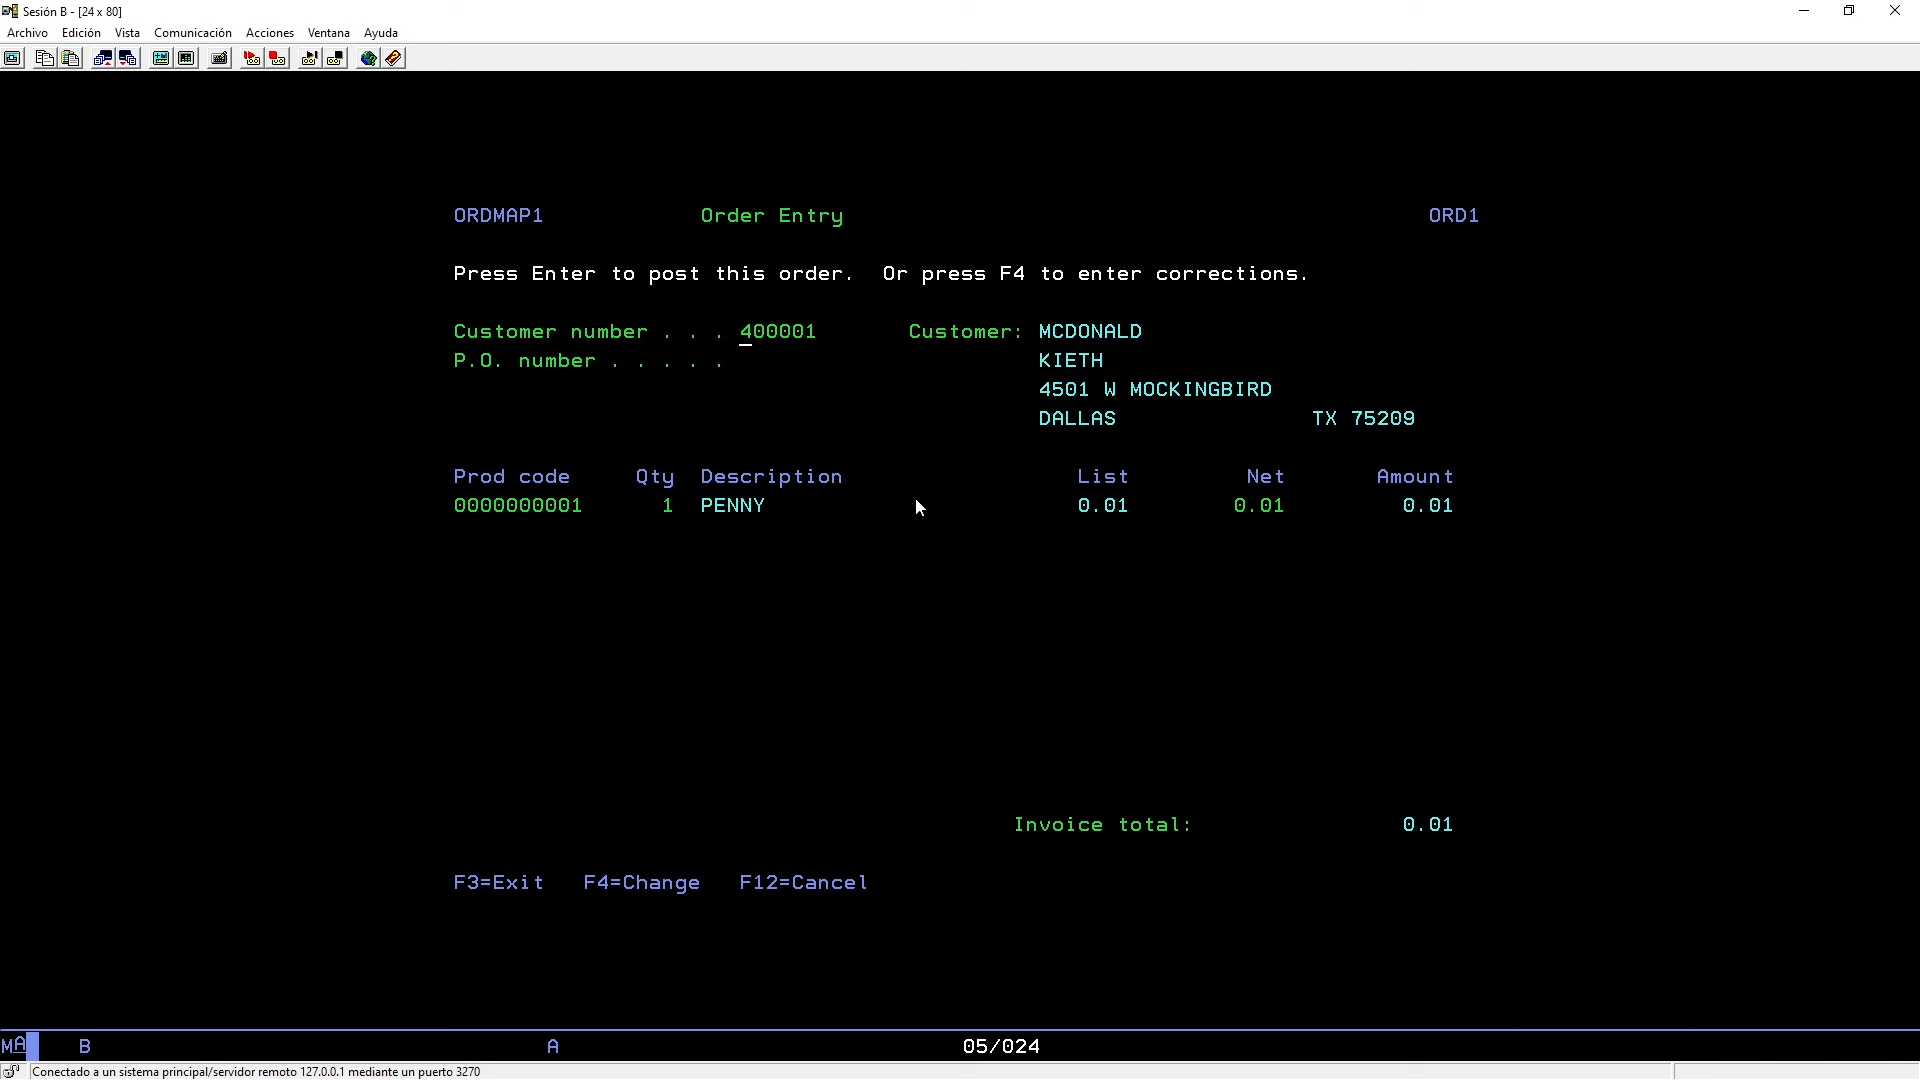 Sesión B - [24 x 80]
Archivo Edición Vista Comunicación Acciones Ventana Ayuda
ORDMAP1 Order Entry ORD1
Press Enter to post this order. Or press F4 to enter corrections.
Customer number . . . 400001 Customer: MCDONALD
P.O. number . . . . . KIETH
4501 W MOCKINGBIRD
DALLAS TX 75209
Prod code Qty Description List Net Amount
0000000001 1 PENNY 0.01 0.01 0.01
Invoice total: 0.01
F3=Exit F4=Change F12=Cancel
MA B A 05/024
Conectado a un sistema principal/servidor remoto 127.0.0.1 mediante un puerto 3270